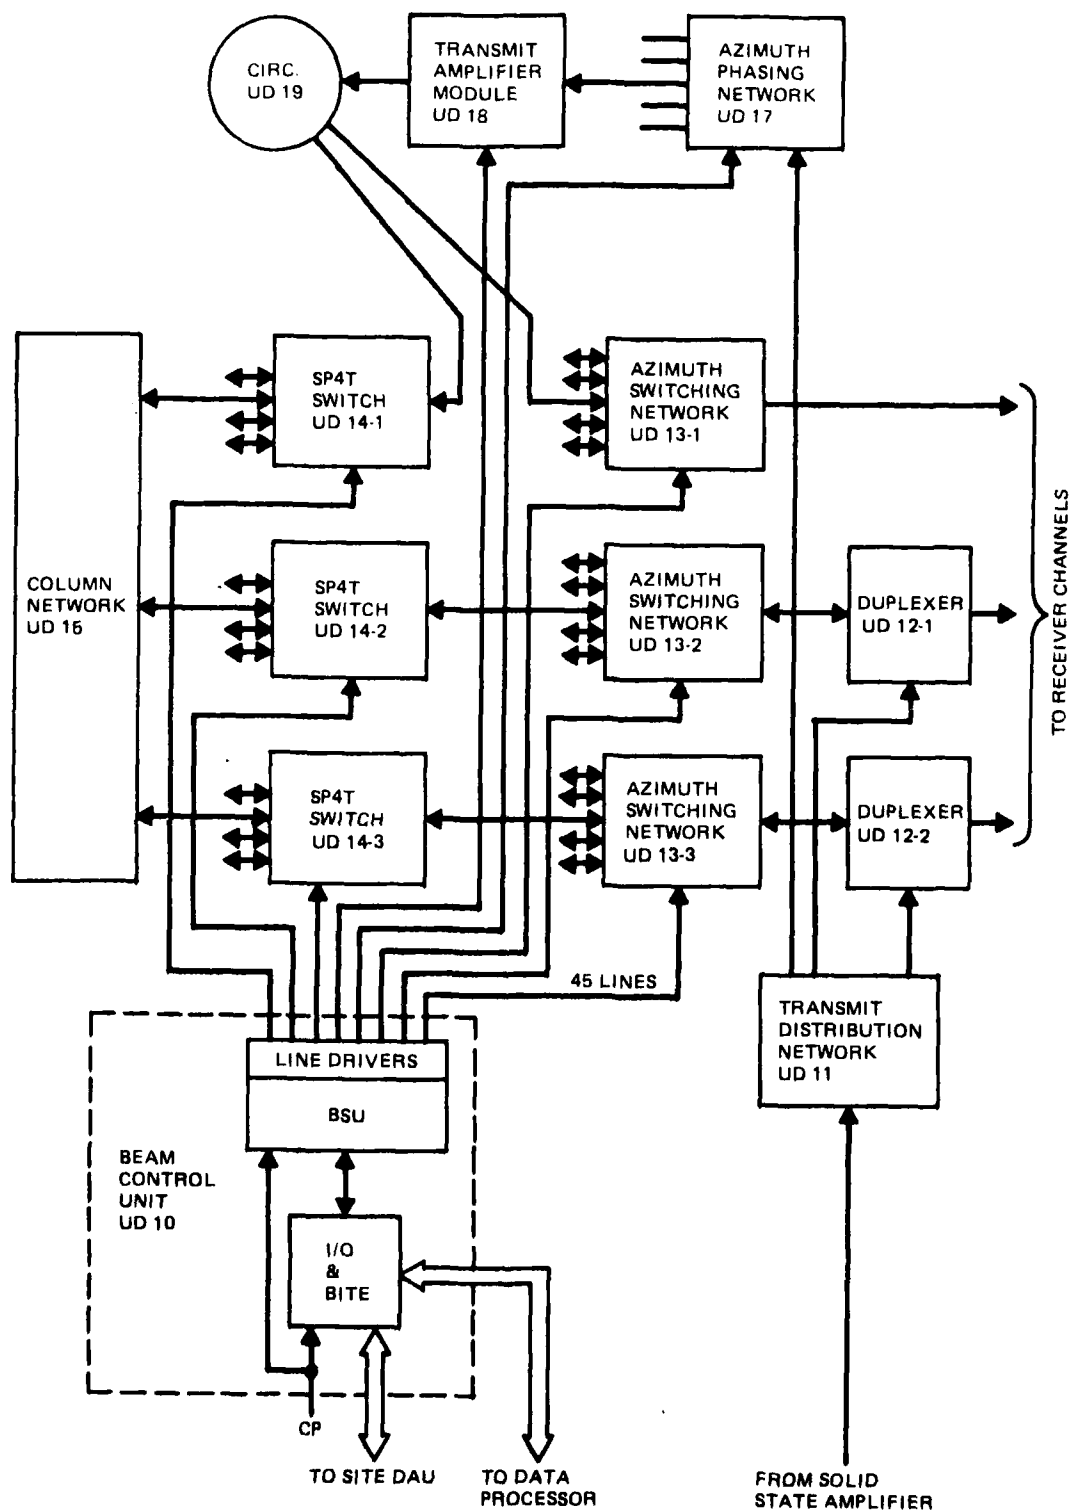 CIRC.
UD 19
TRANSMIT
AMPLIFIER
MODULE
UD 18
AZIMUTH
PHASING
NETWORK
UD 17
SP4T
SWITCH
UD 14-1
AZIMUTH
SWITCHING
NETWORK
UD 13-1
COLUMN
NETWORK
UD 15
SP4T
SWITCH
UD 14-2
AZIMUTH
SWITCHING
NETWORK
UD 13-2
DUPLEXER
UD 12-1
TO RECEIVER CHANNELS
SP4T
SWITCH
UD 14-3
AZIMUTH
SWITCHING
NETWORK
UD 13-3
DUPLEXER
UD 12-2
45 LINES
TRANSMIT
DISTRIBUTION
NETWORK
UD 11
LINE DRIVERS
BSU
BEAM
CONTROL
UNIT
UD 10
I/O
&
BITE
CP
TO SITE DAU
TO DATA
PROCESSOR
FROM SOLID
STATE AMPLIFIER